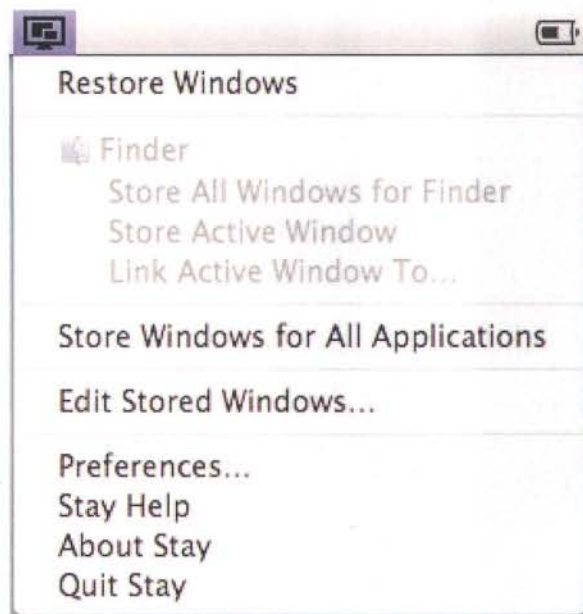 Restore Windows
Finder
Store All Windows for Finder
Store Active Window
Link Active Window To...
Store Windows for All Applications
Edit Stored Windows...
Preferences...
Stay Help
About Stay
Quit Stay